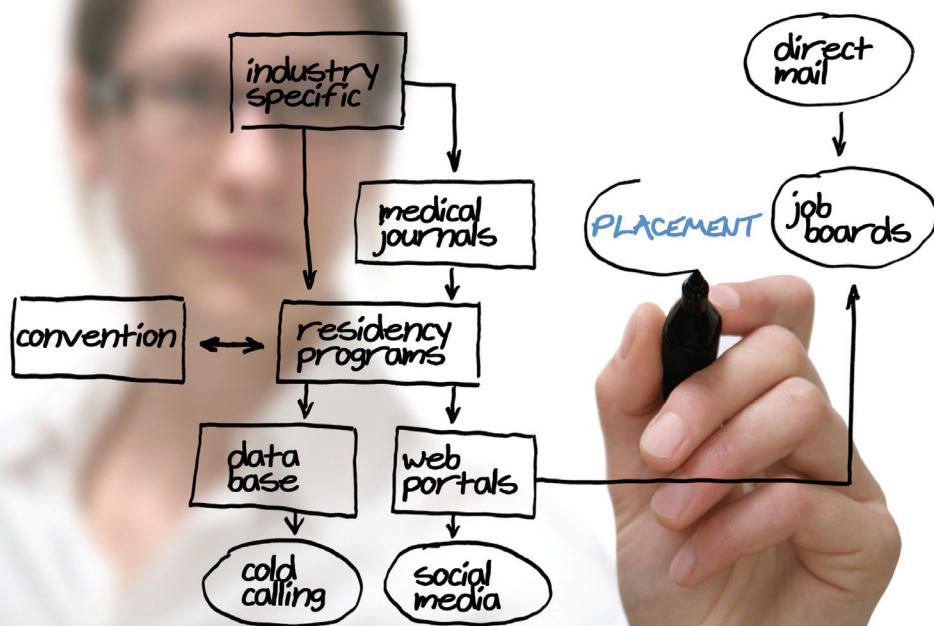 industry
specific
direct
mail
medical
journals
PLACEMENT
job
boards
convention
residency
programs
data
base
web
portals
cold
calling
social
media